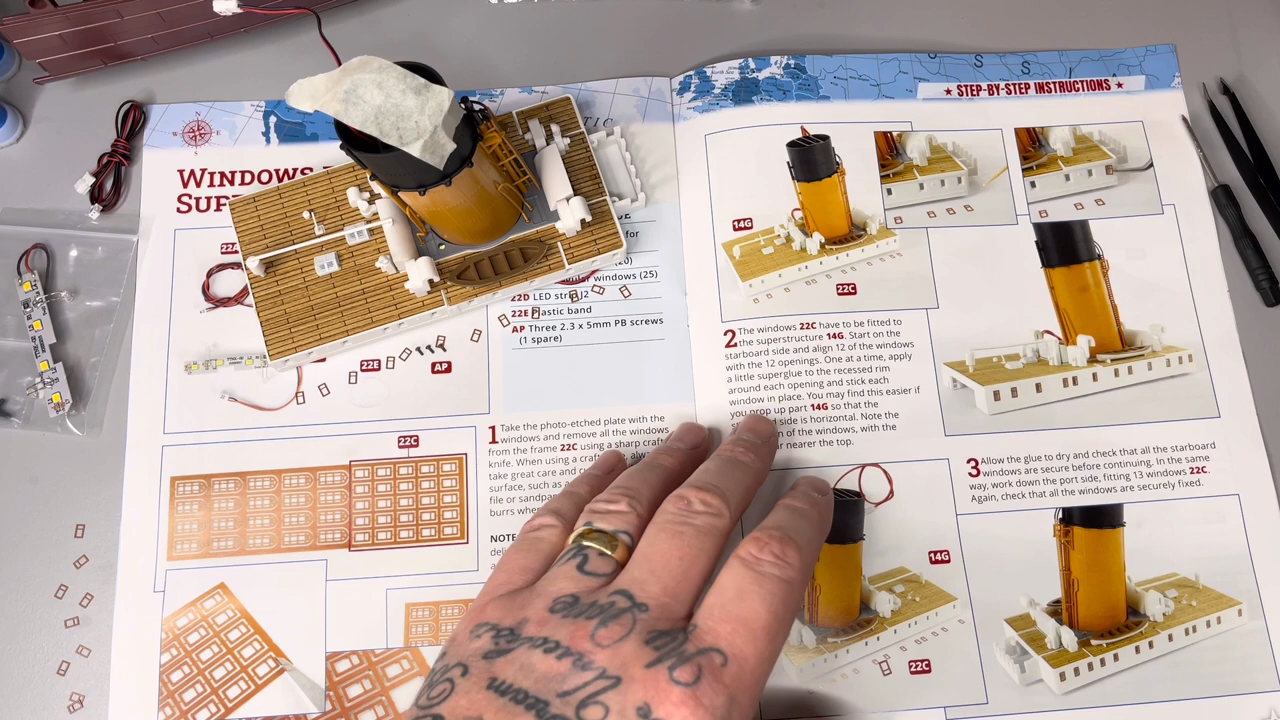 STEP-BY-STEP INSTRUCTIONS
WINDOWS
22A
for
(20)
windows (25)
22D LED strip J2
22E Plastic band
AP Three 2.3 x 5mm PB screws
(1 spare)
22E
AP
22C
1 Take the photo-etched plate with the
windows and remove all the windows
from the frame 22C using a sharp craft
knife. When using a
take great care and
surface, such as a
file or sandpap
burrs
NOTE
14G
22C
2 The windows 22C have to be fitted to
the superstructure 14G. Start on the
starboard side and align 12 of the windows
with the 12 openings. One at a time, apply
a little superglue to the recessed rim
around each opening and stick each
window in place. You may find this easier if
you prop up part 14G so that the
side is horizontal. Note the
of the windows, with the
nearer the top.
3 Allow the glue to dry and check that all the starboard
windows are secure before continuing. In the same
way, work down the port side, fitting 13 windows 22C.
Again, check that all the windows are securely fixed.
14G
22C